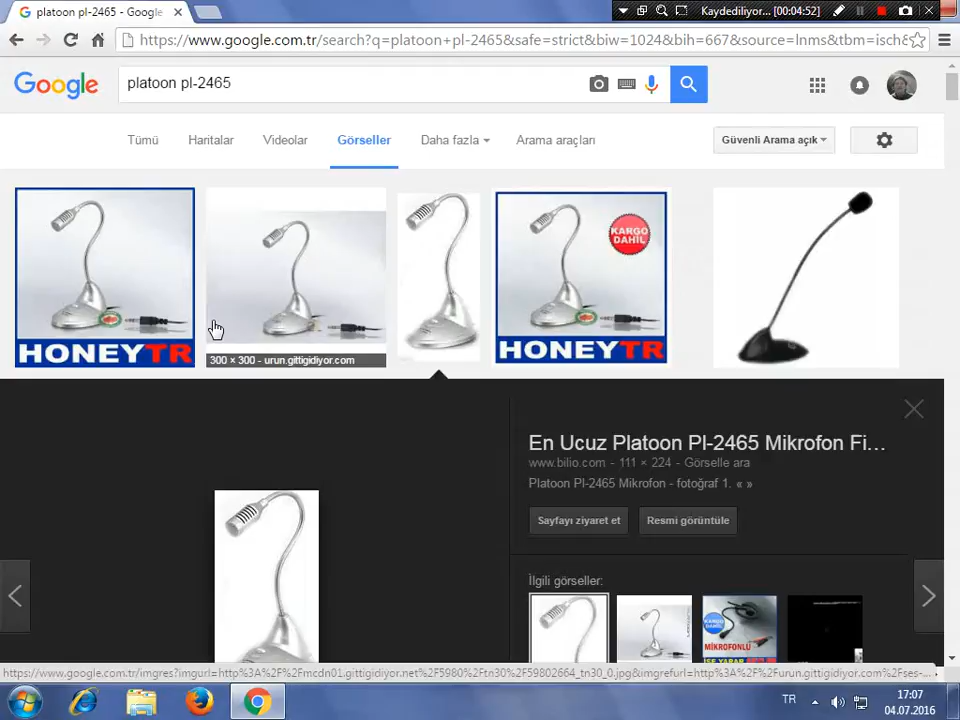 platoon pl-2465 - Google
Kaydediliyor... [00:04:52]
https://www.google.com.tr/search?q=platoon+pl-2465&safe=strict&biw=1024&bih=667&source=lnms&tbm=isch&
Google
platoon pl-2465
Tümü
Haritalar
Videolar
Görseller
Daha fazla
Arama araçları
Güvenli Arama açık
KARGO
DAHİL
HONEYTR
300 × 300 - urun.gittigidiyor.com
HONEYTR
En Ucuz Platoon Pl-2465 Mikrofon Fi...
www.bilio.com - 111 × 224 - Görselle ara
Platoon Pl-2465 Mikrofon - fotoğraf 1. « »
Sayfayı ziyaret et
Resmi görüntüle
İlgili görseller:
KARGO
DAHİL
MİKROFONLU
İŞE YARAR
https://www.google.com.tr/imgres?imgurl=http%3A%2F%2Fmcdn01.gittigidiyor.net%2F5980%2Ftn30%2F59802664_tn30_0.jpg&imgrefurl=http%3A%2F%2Furun.gittigidiyor.com%2Fses-...
TR
17:07
04.07.2016